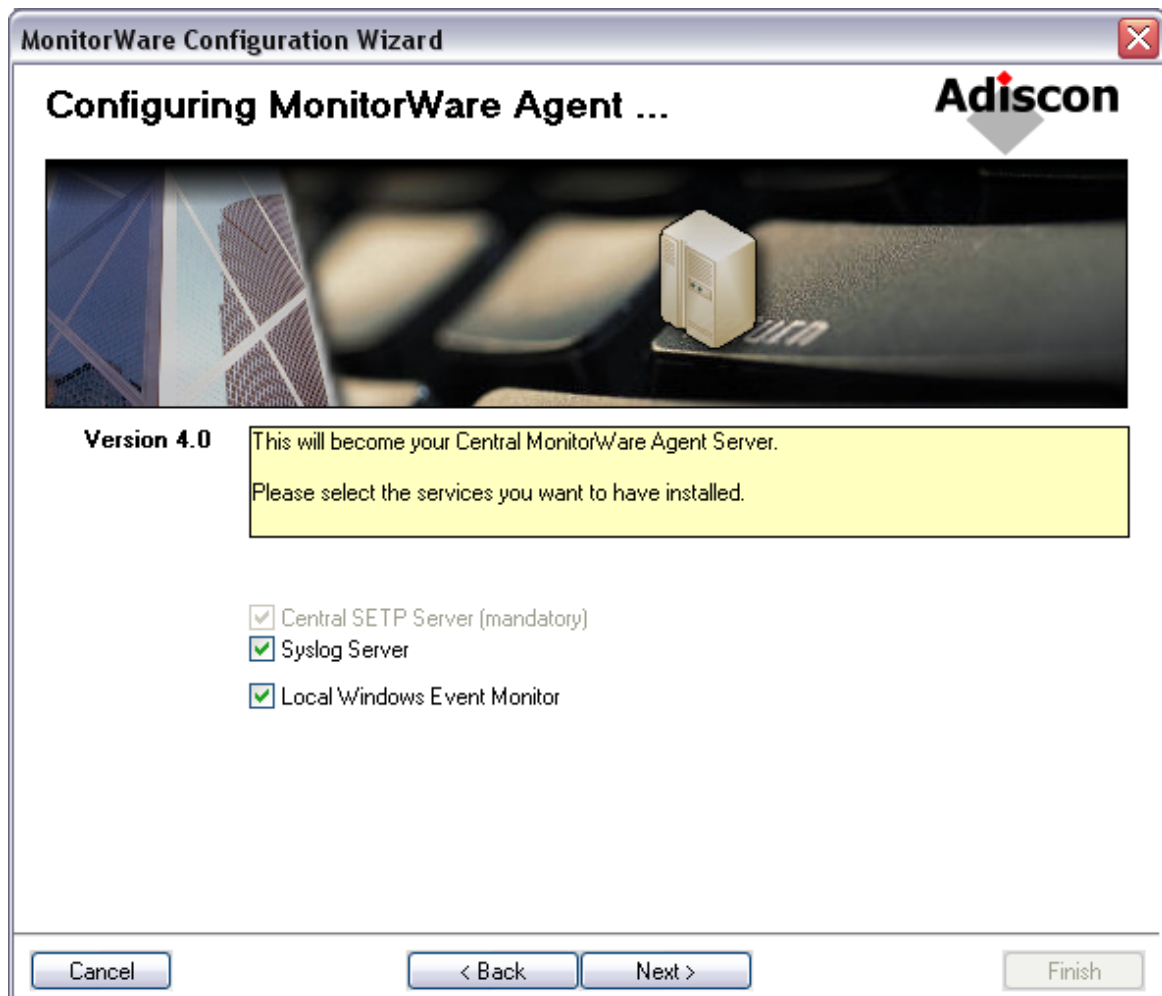 MonitorWare Configuration Wizard
Configuring MonitorWare Agent ...
Adiscon
Version 4.0
This will become your Central MonitorWare Agent Server.
Please select the services you want to have installed.
Central SETP Server (mandatory)
Syslog Server
Local Windows Event Monitor
Cancel
< Back
Next >
Finish